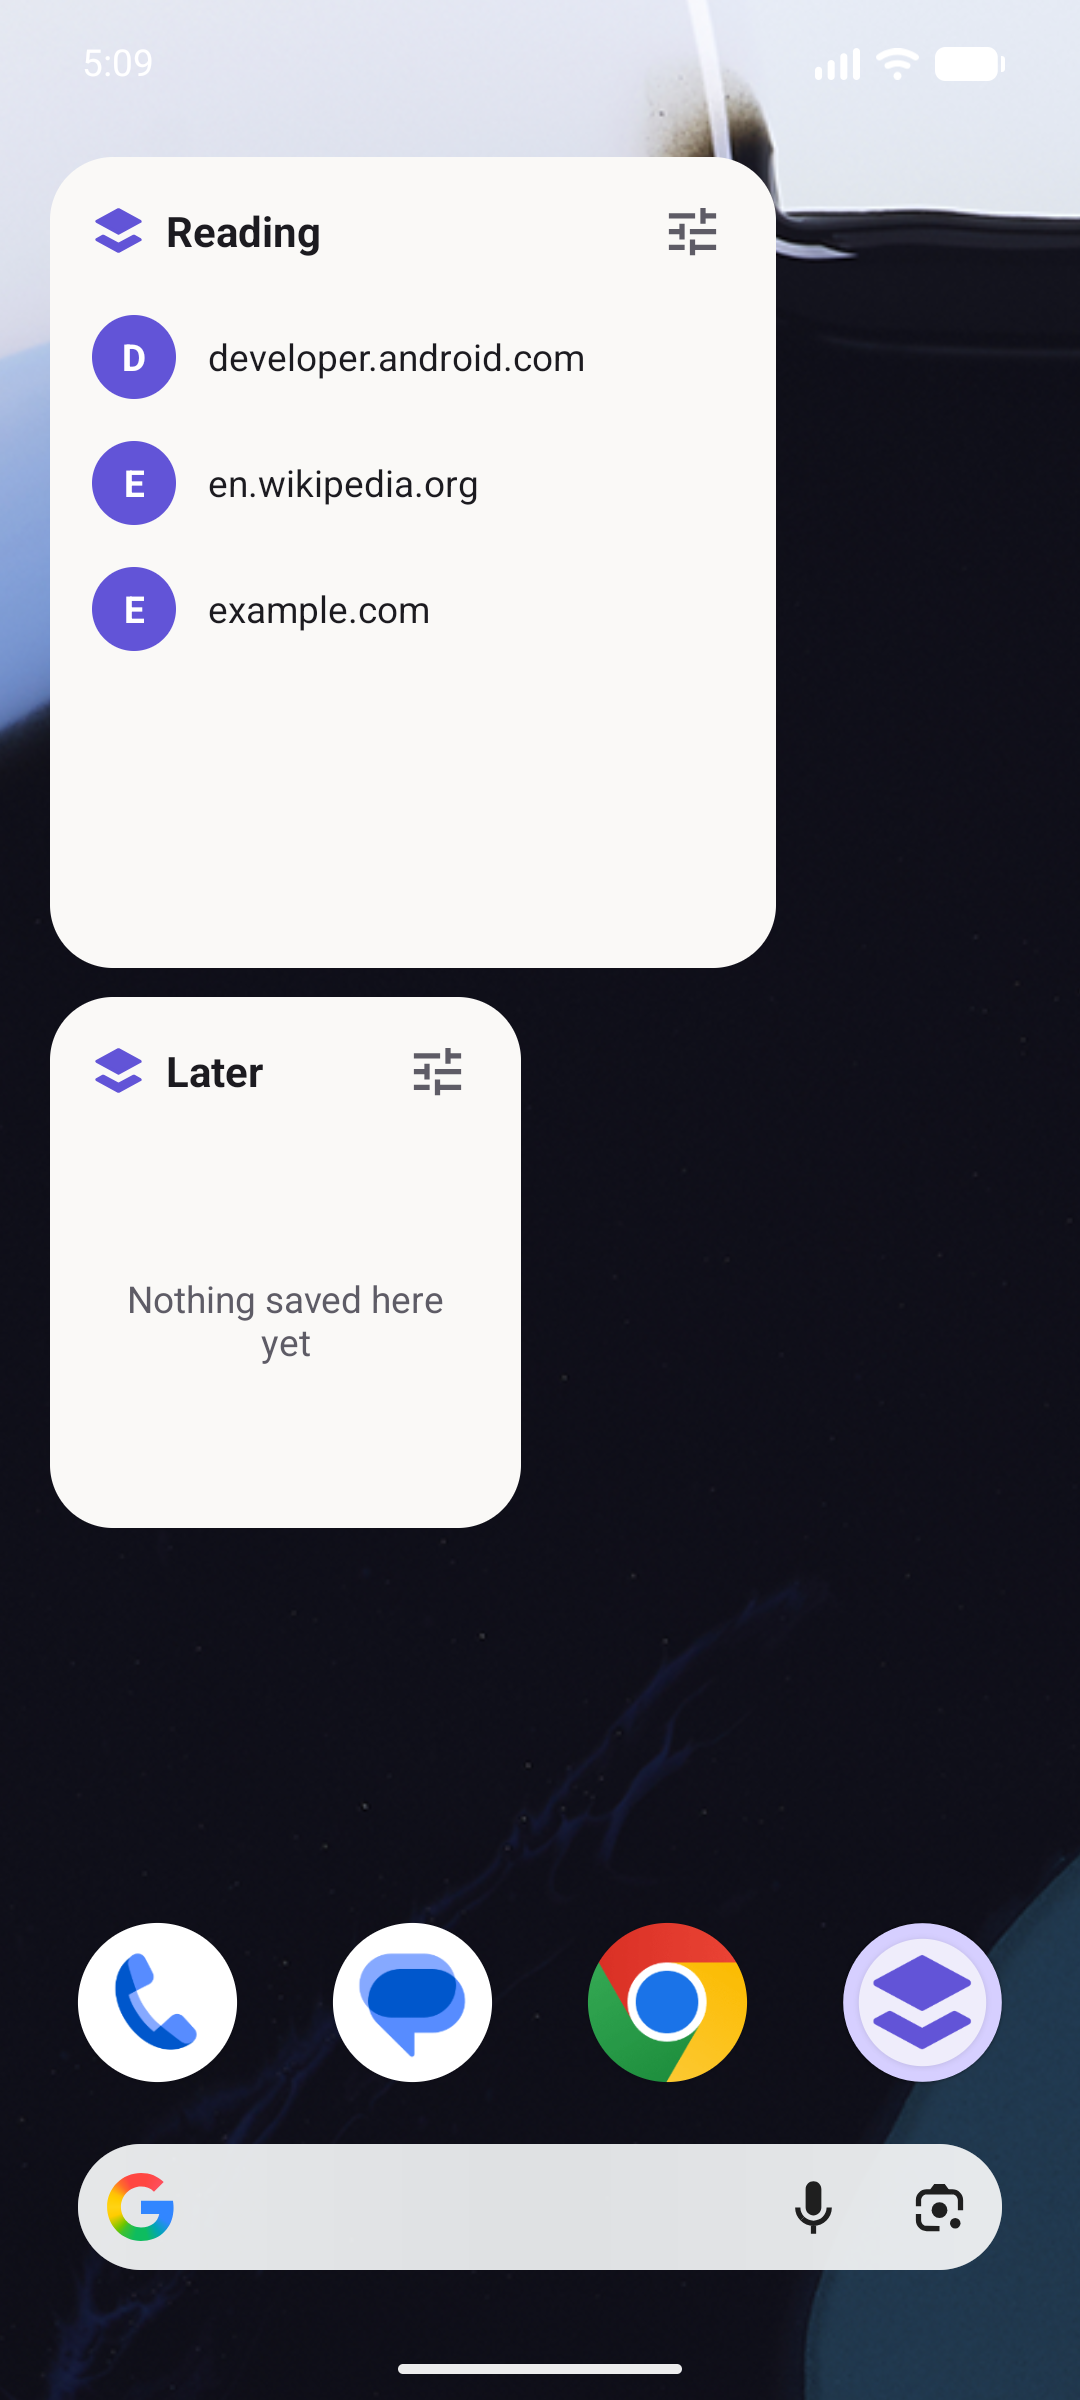 5:09
Reading
D
developer.android.com
E
en.wikipedia.org
E
example.com
Later
Nothing saved here
yet